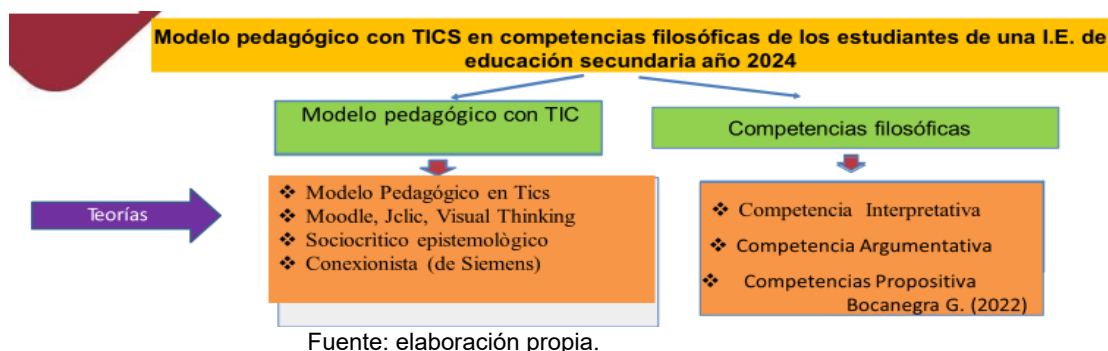 Modelo pedagógico con TICS en competencias filosóficas de los estudiantes de una I.E. de
educación secundaria año 2024
Modelo pedagógico con TIC
Competencias filosóficas
Teorías
❖ Modelo Pedagógico en Tics
❖ Moodle, Jclic, Visual Thinking
❖ Sociocrìtico epistemológico
❖ Conexionista (de Siemens)
❖ Competencia Interpretativa
❖ Competencia Argumentativa
❖ Competencias Propositiva
Bocanegra G. (2022)
Fuente: elaboración propia.